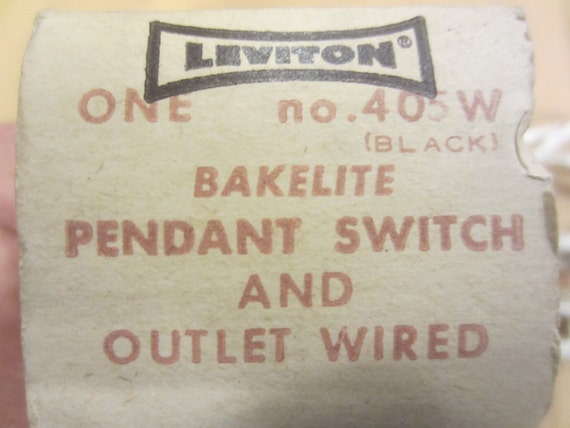 LEVITON®
ONE no. 405W
(BLACK)
BAKELITE
PENDANT SWITCH
AND
OUTLET WIRED